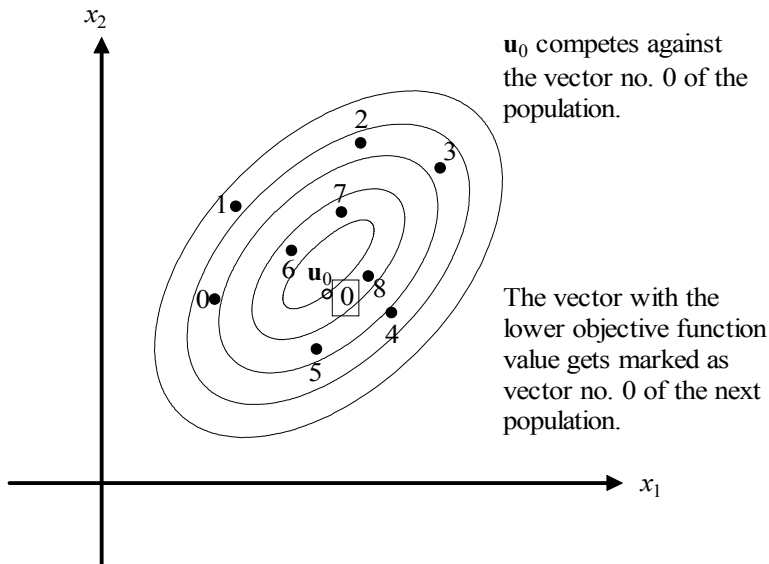 x2
u0 competes against
the vector no. 0 of the
population.
2
3
1
7
6
u0
0
0
8
4
5
The vector with the
lower objective function
value gets marked as
vector no. 0 of the next
population.
x1